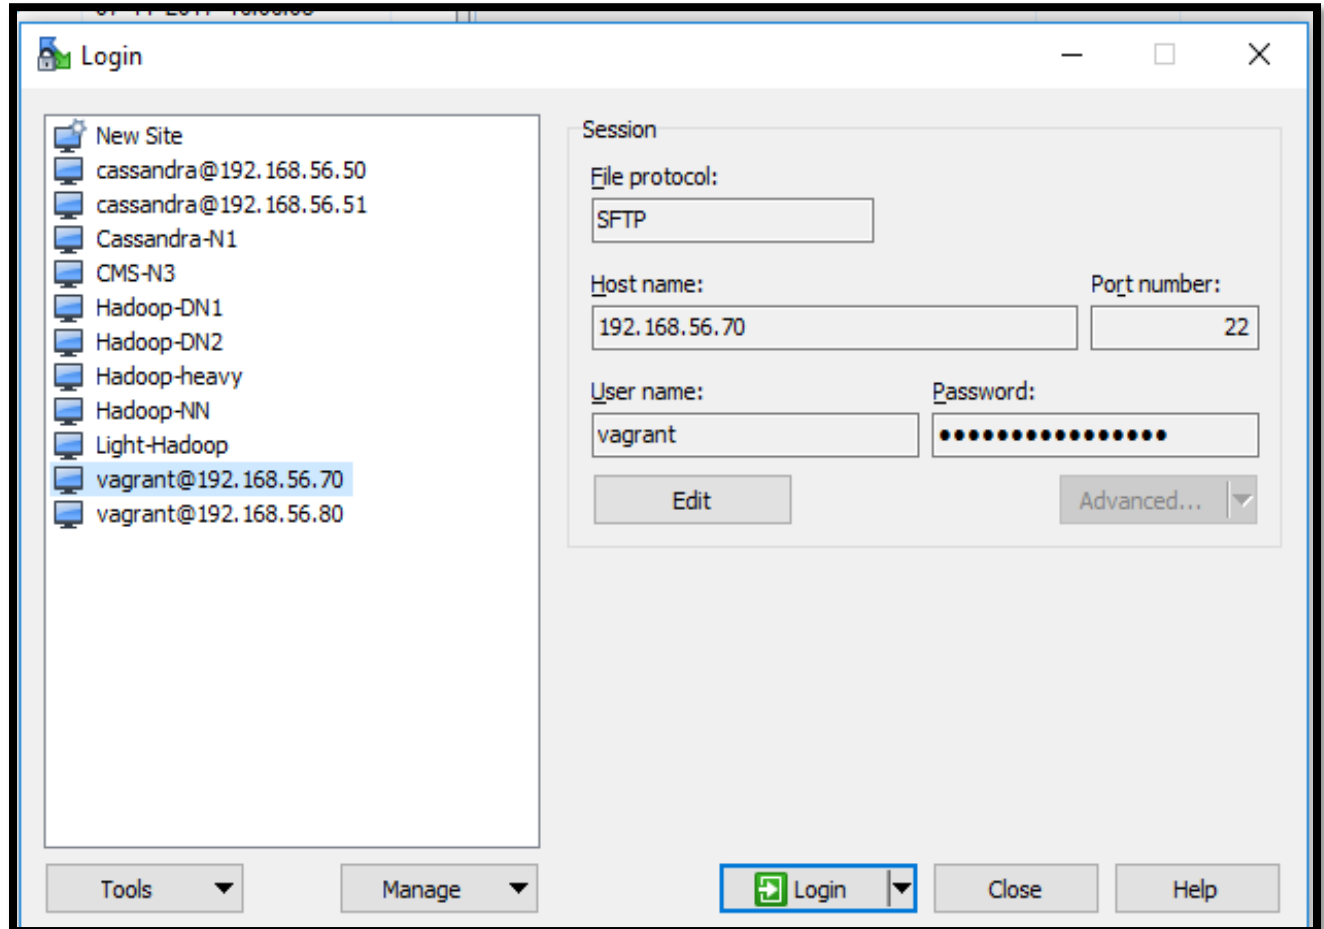 Login
New Site
cassandra@192.168.56.50
cassandra@192.168.56.51
Cassandra-N1
CMS-N3
Hadoop-DN1
Hadoop-DN2
Hadoop-heavy
Hadoop-NN
Light-Hadoop
vagrant@192.168.56.70
vagrant@192.168.56.80
Session
File protocol:
SFTP
Host name: Port number:
192.168.56.70 22
User name: Password:
vagrant ••••••••••••••••
Edit Advanced...
Tools Manage Login Close Help